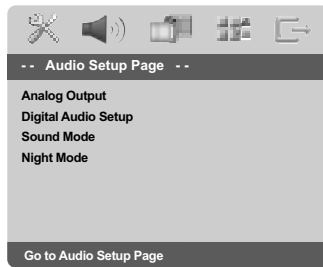 - -  Audio Setup Page  - -
Analog Output
Digital Audio Setup
Sound Mode
Night Mode
Go to Audio Setup Page